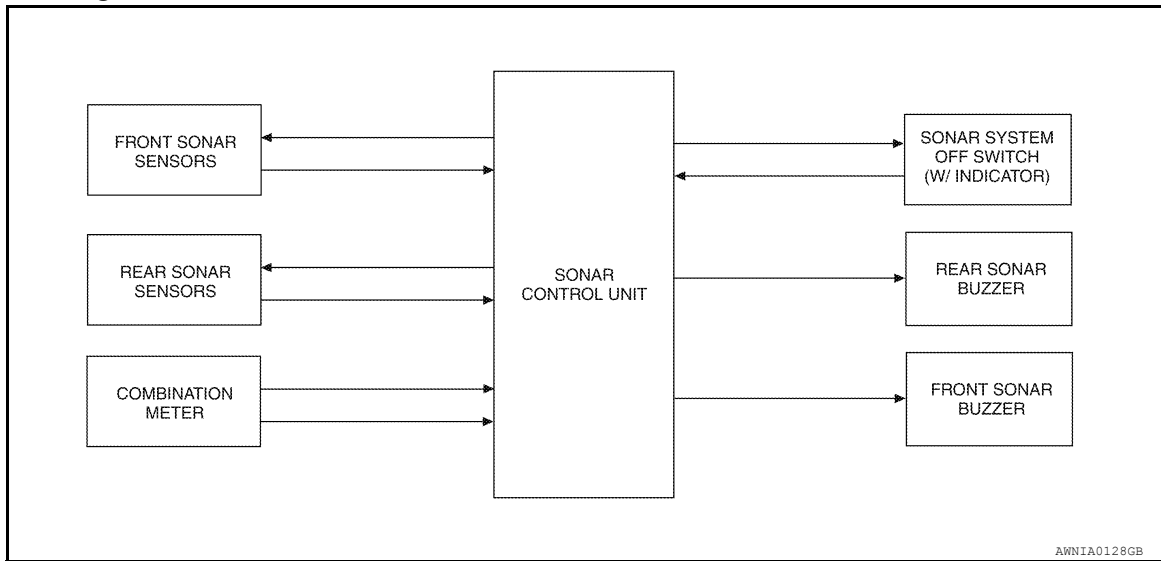 FRONT SONAR
SENSORS
REAR SONAR
SENSORS
COMBINATION
METER
SONAR
CONTROL UNIT
SONAR SYSTEM
OFF SWITCH
(W/ INDICATOR)
REAR SONAR
BUZZER
FRONT SONAR
BUZZER
AWNIA0128GB